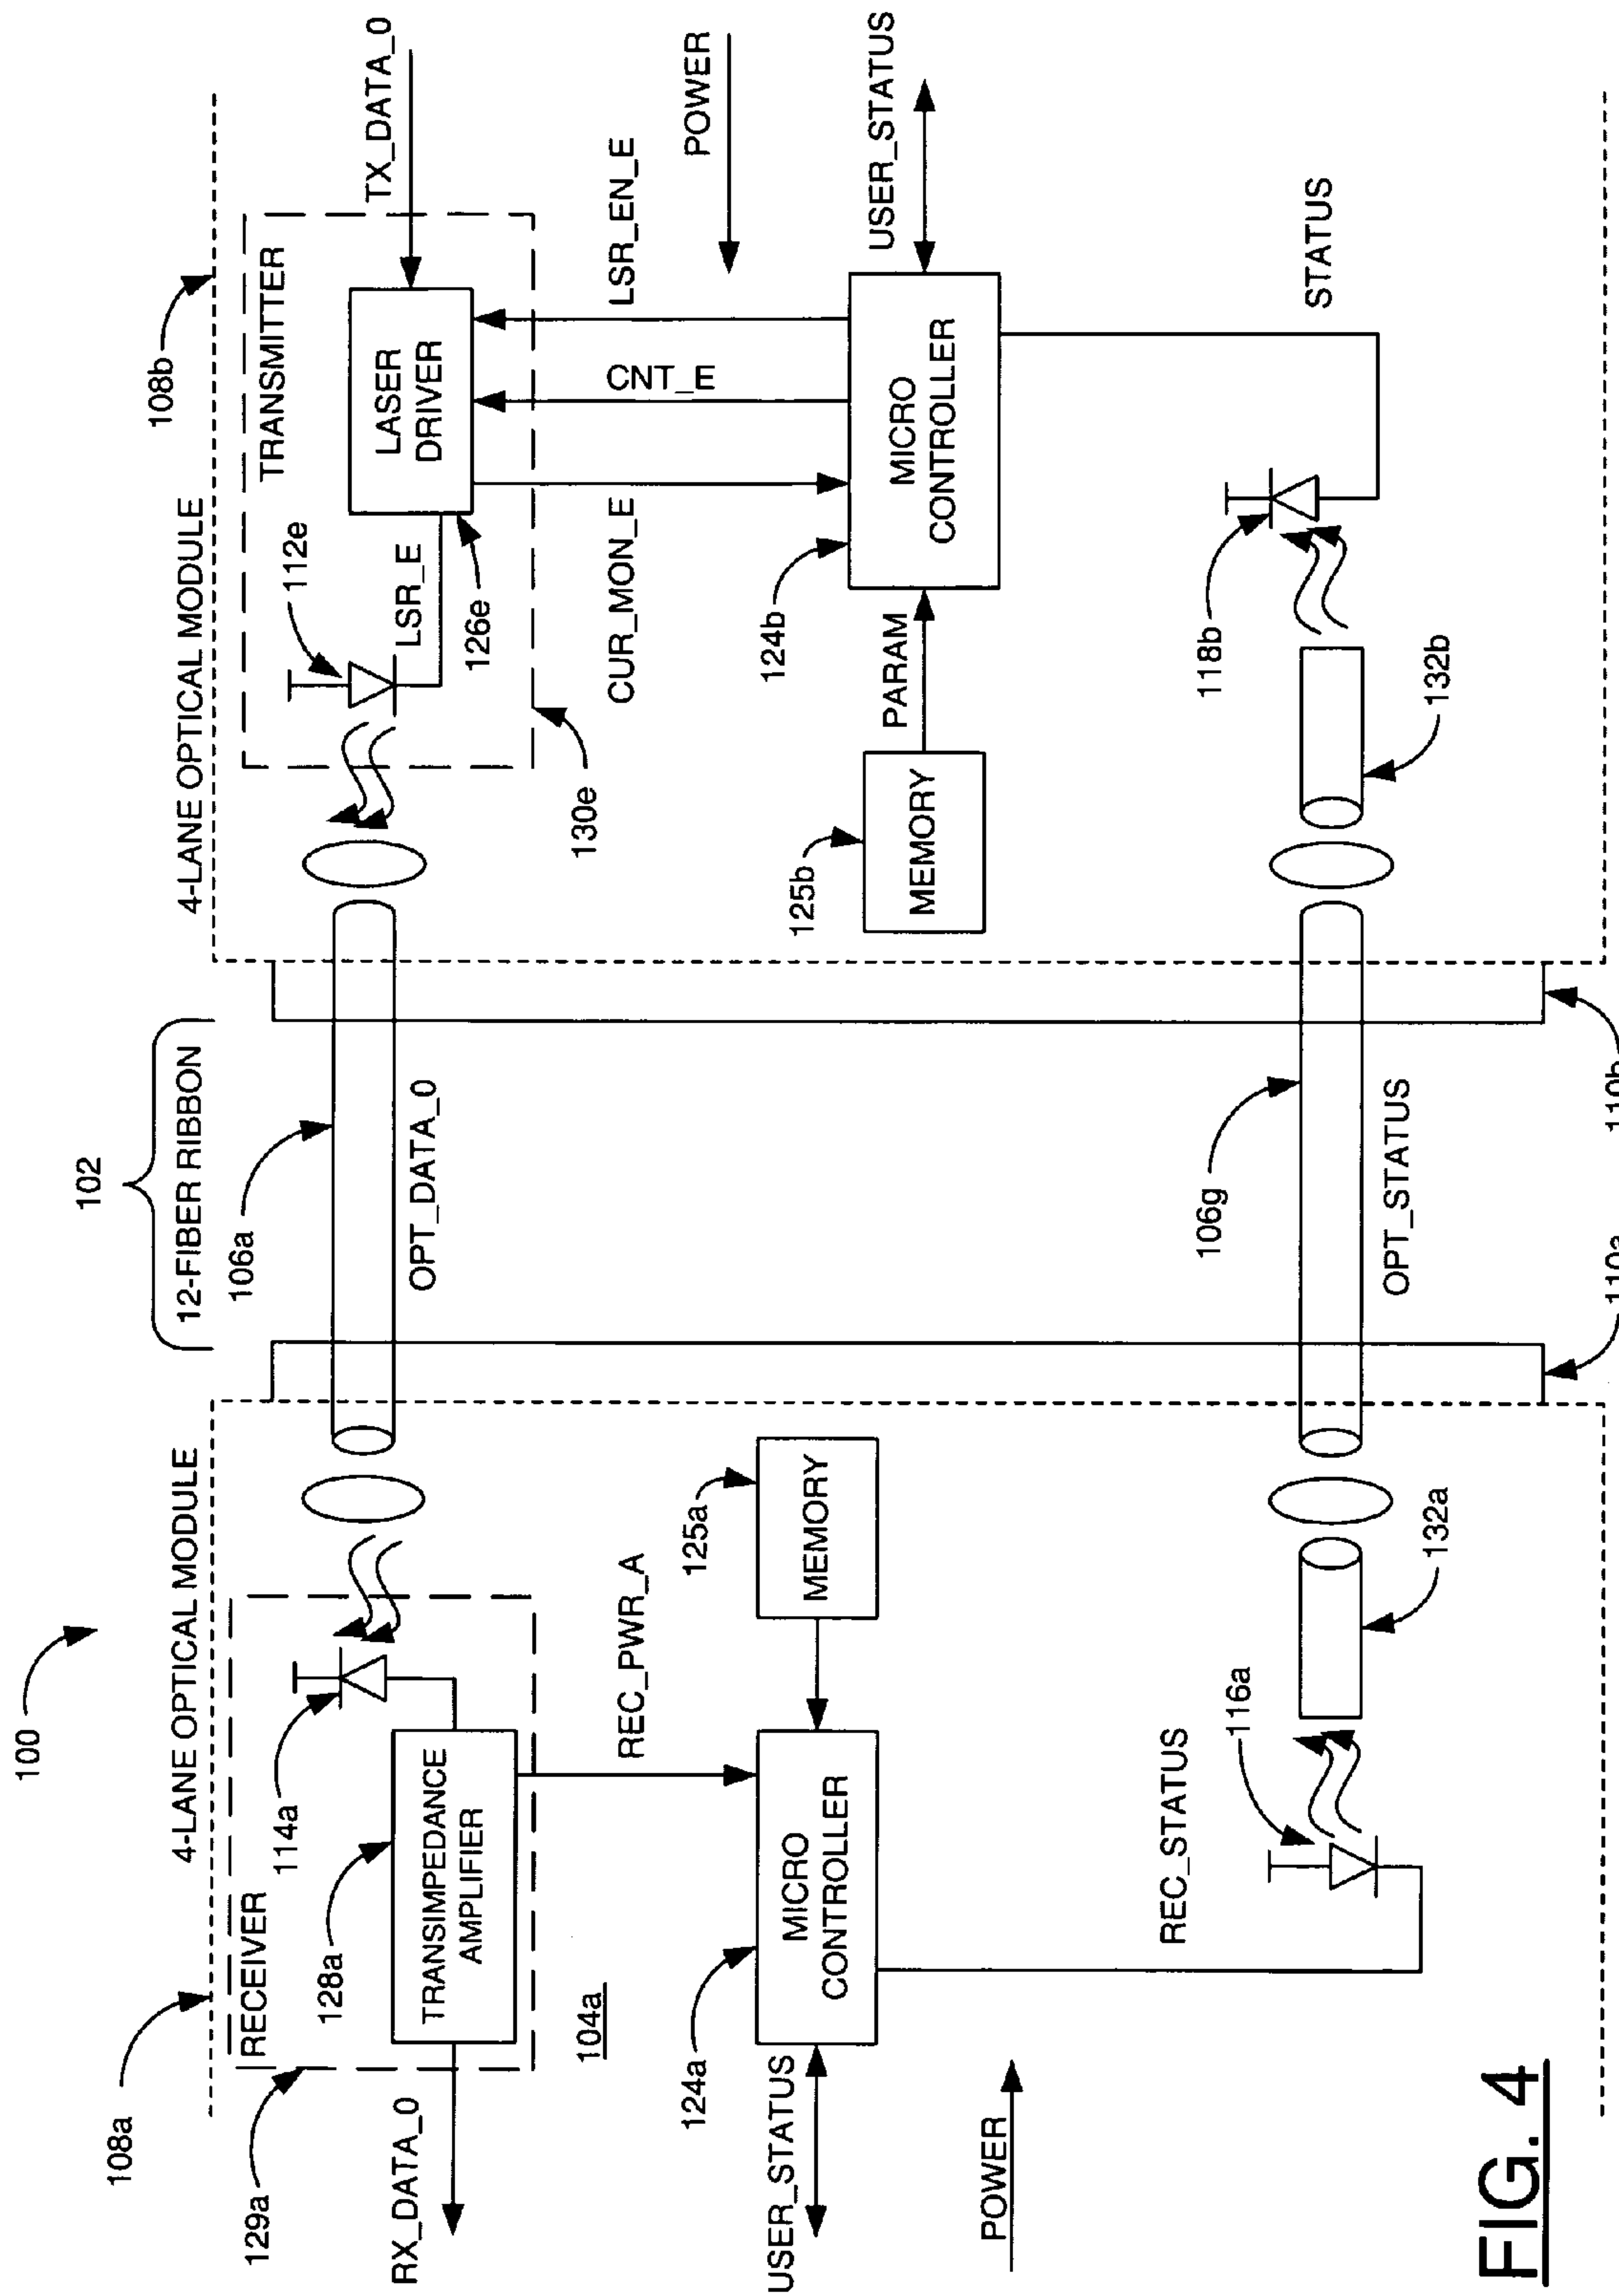 100
102
12-FIBER RIBBON
108a
4-LANE OPTICAL MODULE
4-LANE OPTICAL MODULE
108b
129a
RECEIVER
114a
128a
TRANSIMPEDANCE
AMPLIFIER
RX_DATA_0
104a
REC_PWR_A
106a
OPT_DATA_0
TRANSMITTER
112e
LSR_E
126e
LASER
DRIVER
TX_DATA_0
130e
CUR_MON_E
CNT_E
LSR_EN_E
POWER
125a
MEMORY
124a
MICRO
CONTROLLER
USER_STATUS
POWER
125b
MEMORY
PARAM
124b
MICRO
CONTROLLER
USER_STATUS
REC_STATUS
116a
132a
106g
OPT_STATUS
118b
132b
STATUS
110a
110b
FIG. 4